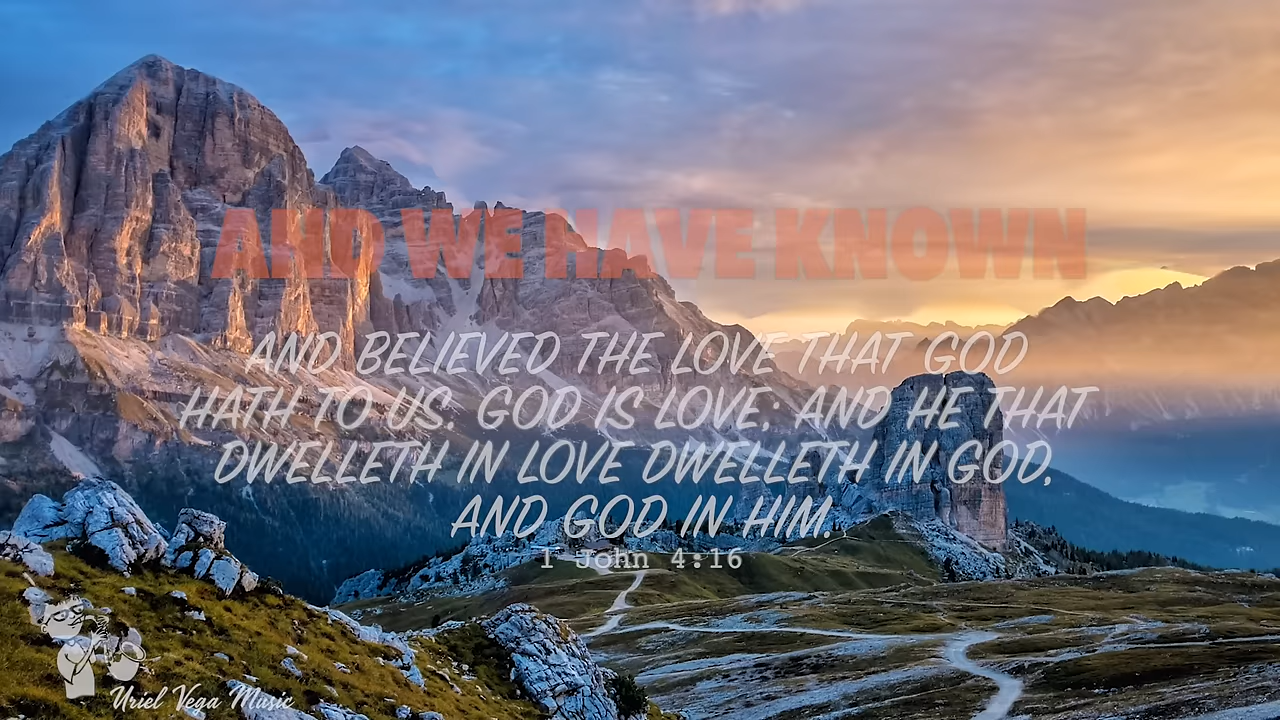 AND WE HAVE KNOWN
AND BELIEVED THE LOVE THAT GOD
HATH TO US. GOD IS LOVE; AND HE THAT
DWELLETH IN LOVE DWELLETH IN GOD,
AND GOD IN HIM.
1 John 4:16
Uriel Vega Music